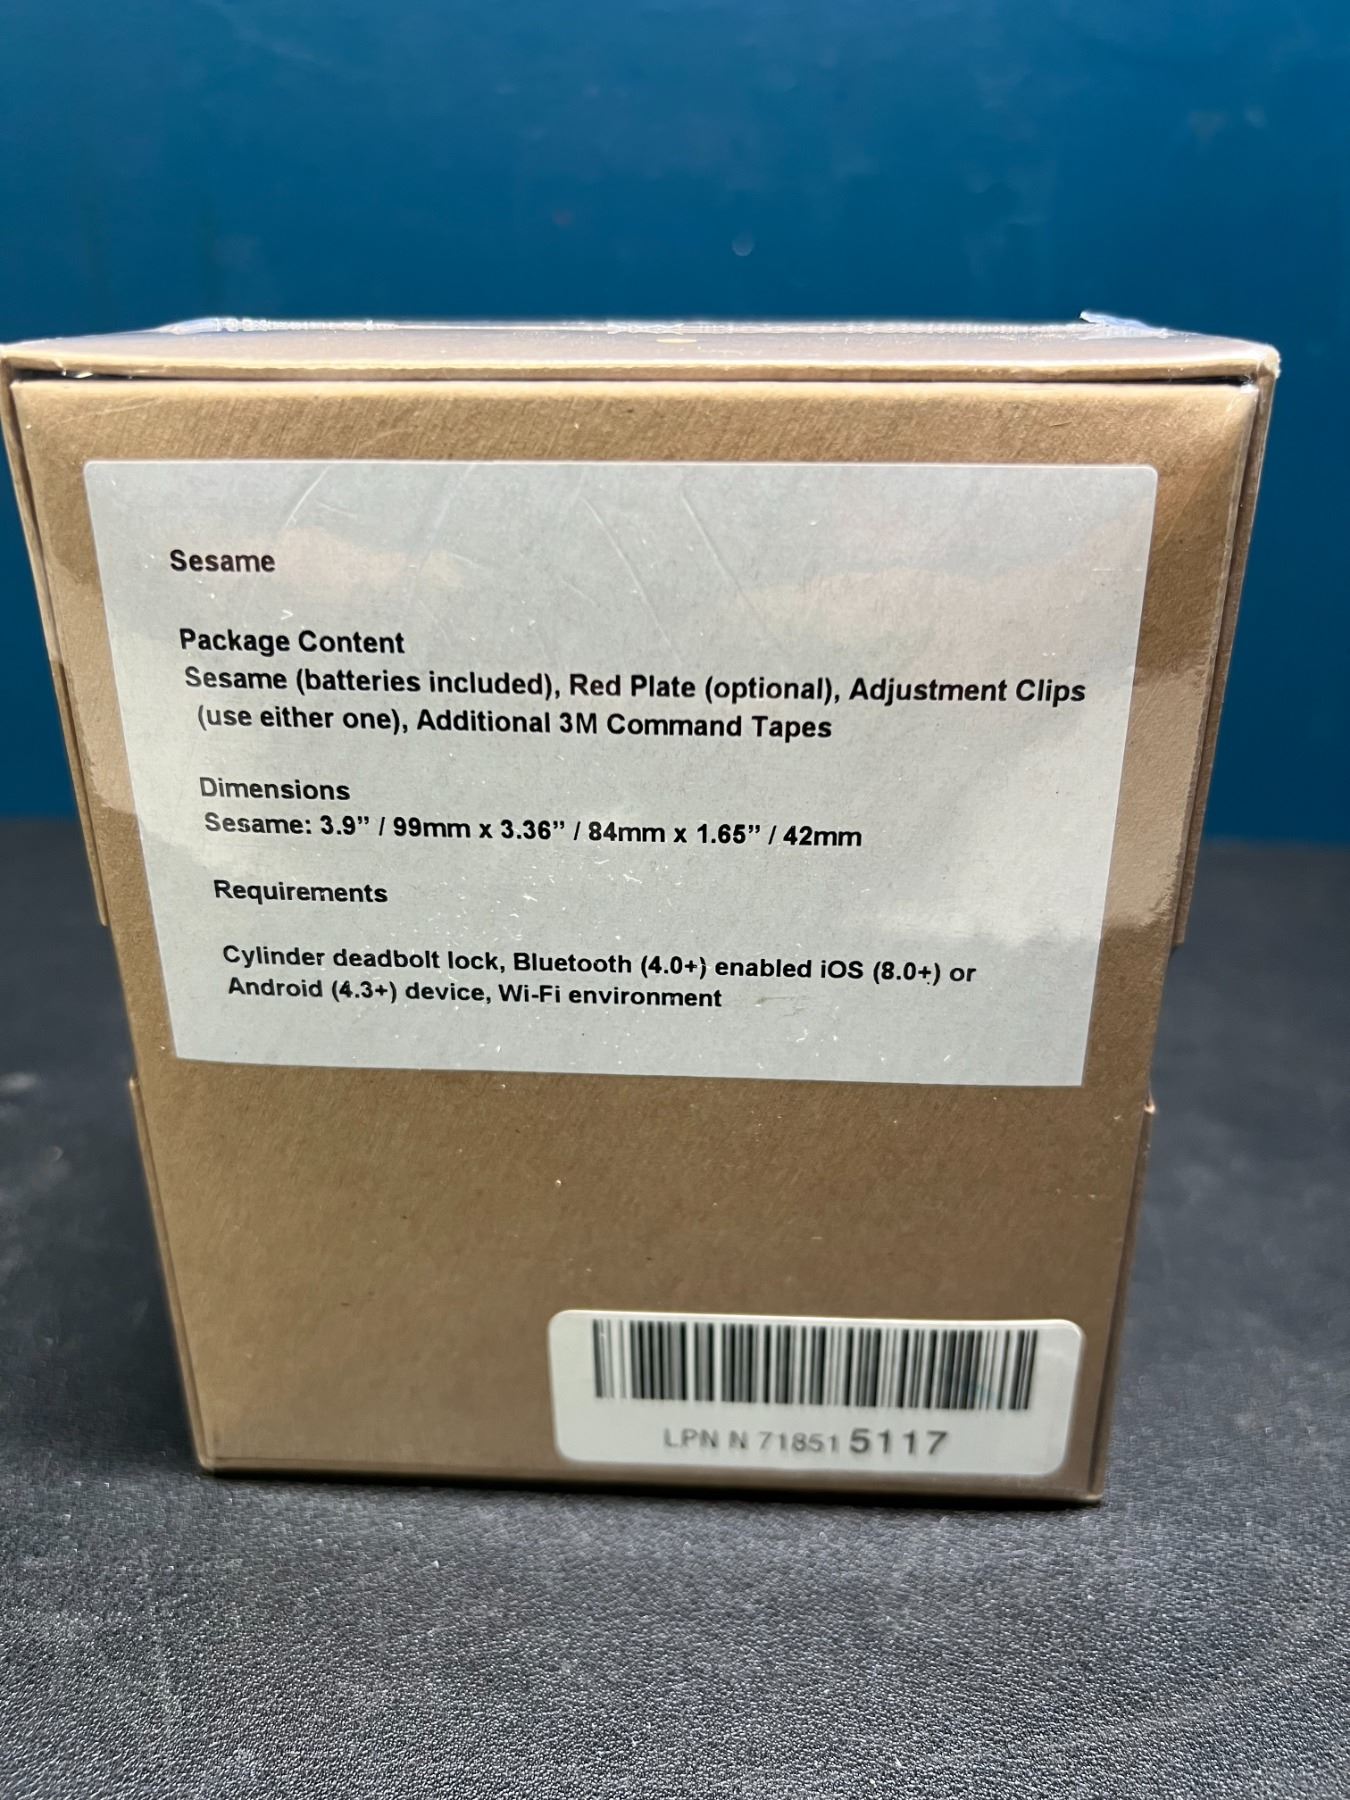 Sesame
Package Content
Sesame (batteries included), Red Plate (optional), Adjustment Clips
(use either one), Additional 3M Command Tapes
Dimensions
Sesame: 3.9” / 99mm x 3.36” / 84mm x 1.65” / 42mm
Requirements
Cylinder deadbolt lock, Bluetooth (4.0+) enabled iOS (8.0+) or
Android (4.3+) device, Wi-Fi environment
LPN N 71851 5117